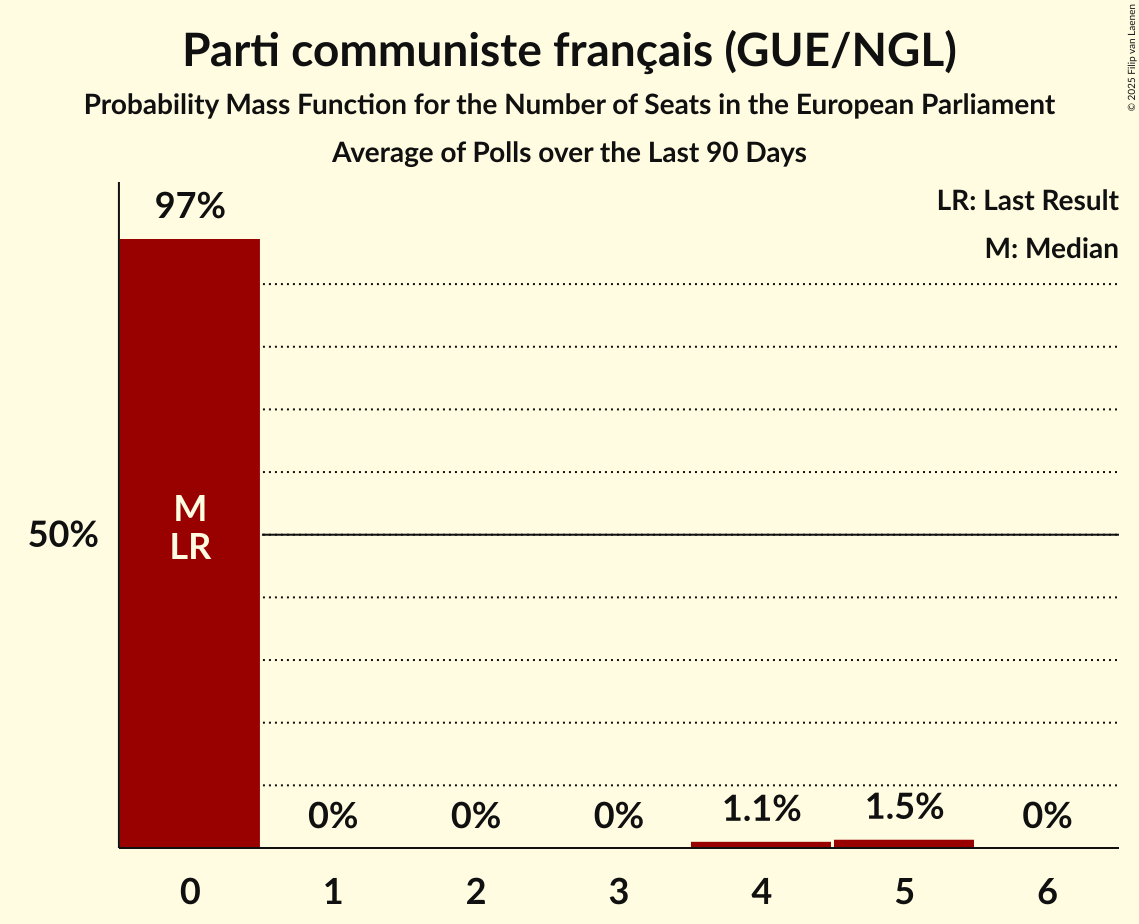 Parti communiste français (GUE/NGL)
Probability Mass Function for the Number of Seats in the European Parliament
Average of Polls over the Last 90 Days
© 2025 Filip van Laenen
LR: Last Result
M: Median
97%
M
LR
50%
0%
0%
0%
1.1%
1.5%
0%
0
1
2
3
4
5
6